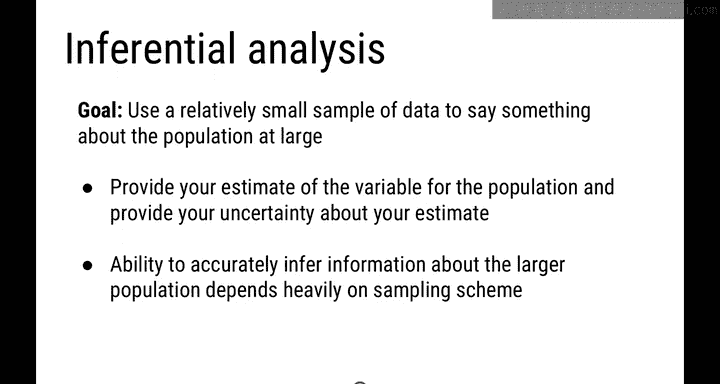 Inferential analysis
Goal: Use a relatively small sample of data to say something
about the population at large
● Provide your estimate of the variable for the population and
provide your uncertainty about your estimate
● Ability to accurately infer information about the larger
population depends heavily on sampling scheme